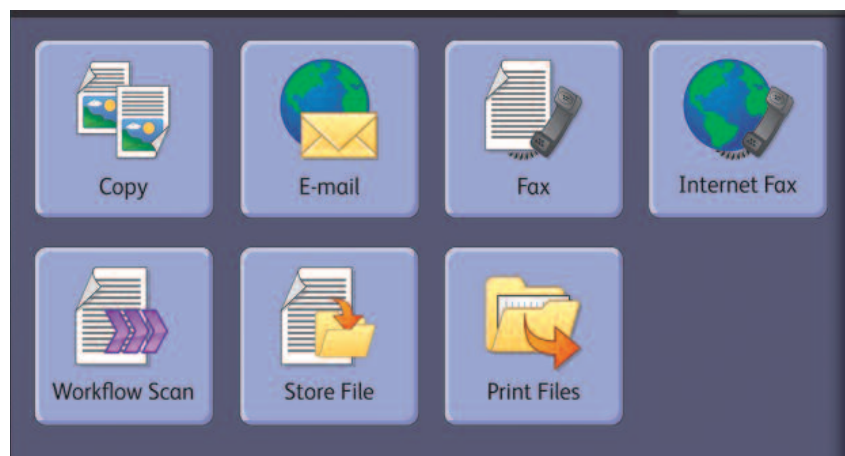 Copy
E-mail
Fax
Internet Fax
Workflow Scan
Store File
Print Files